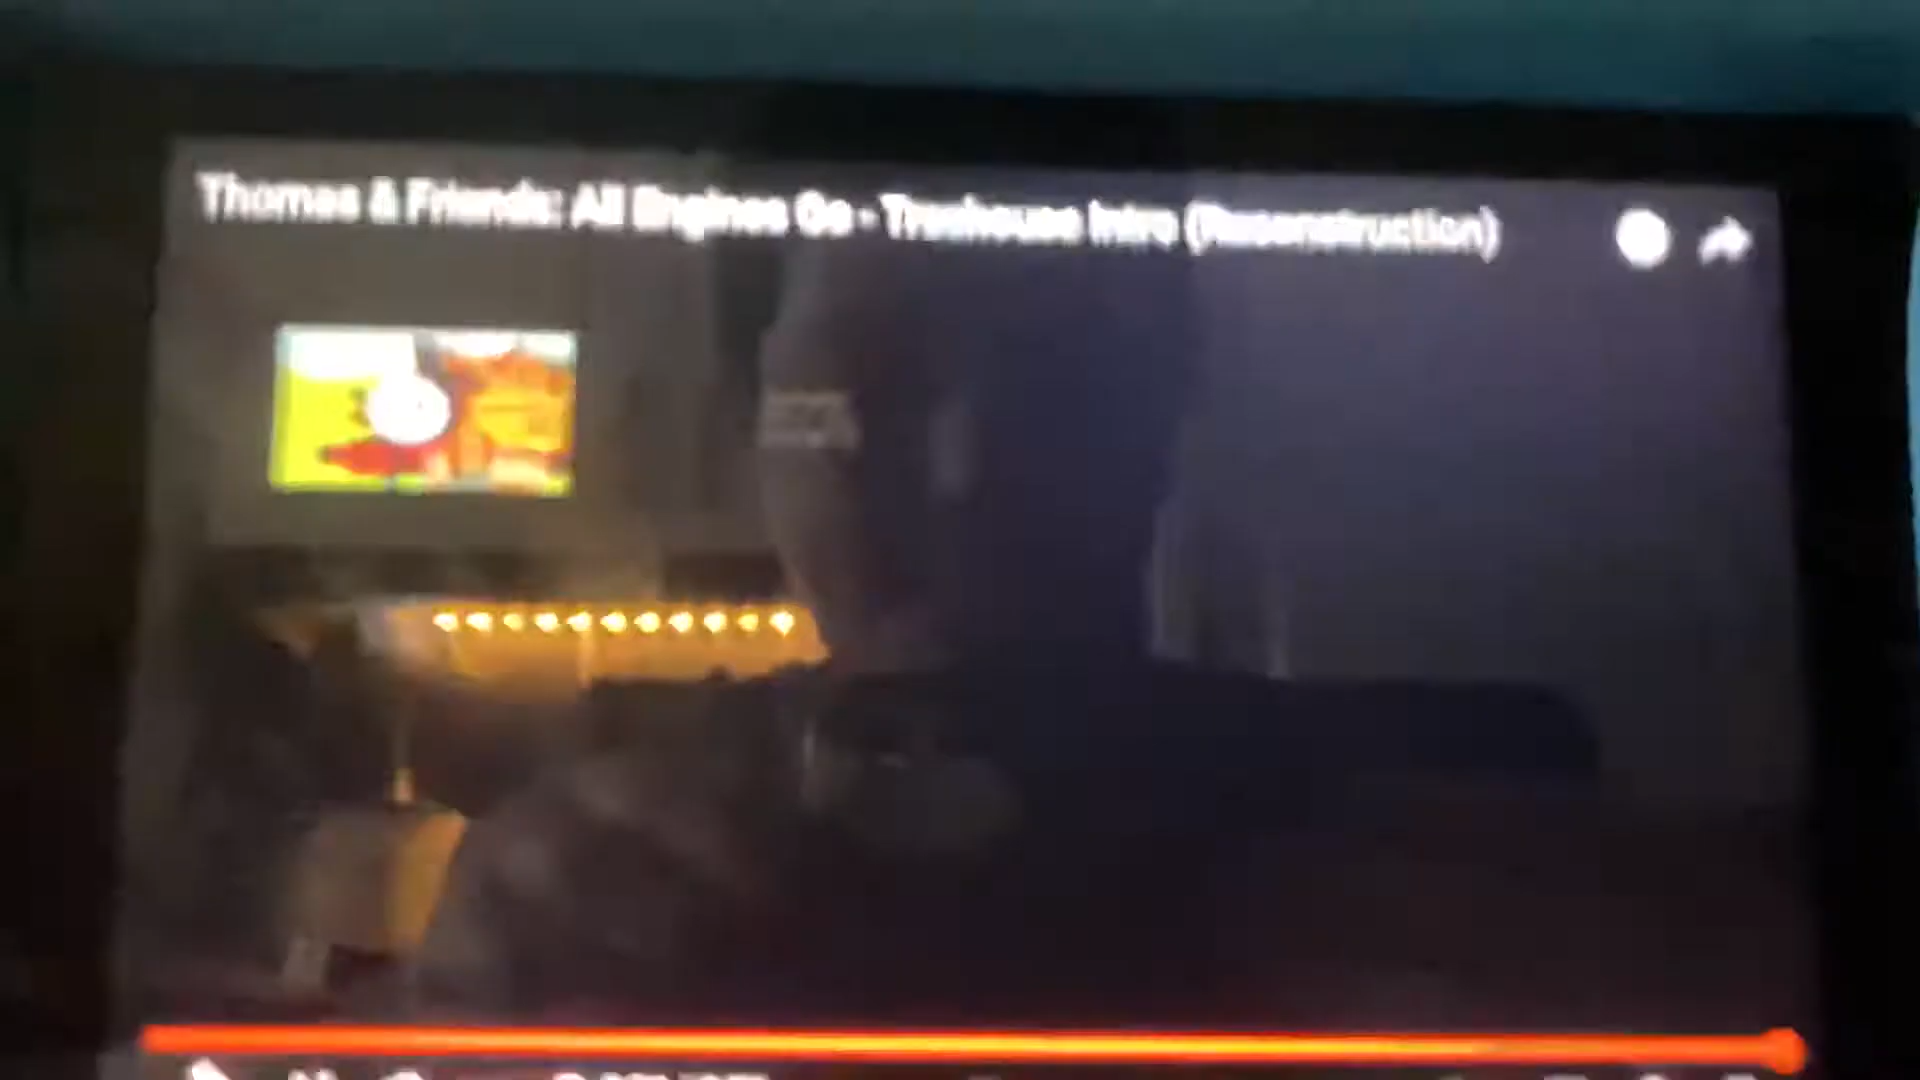 Thomas & Friends: All Engines Go - Treehouse Intro (Reconstruction)